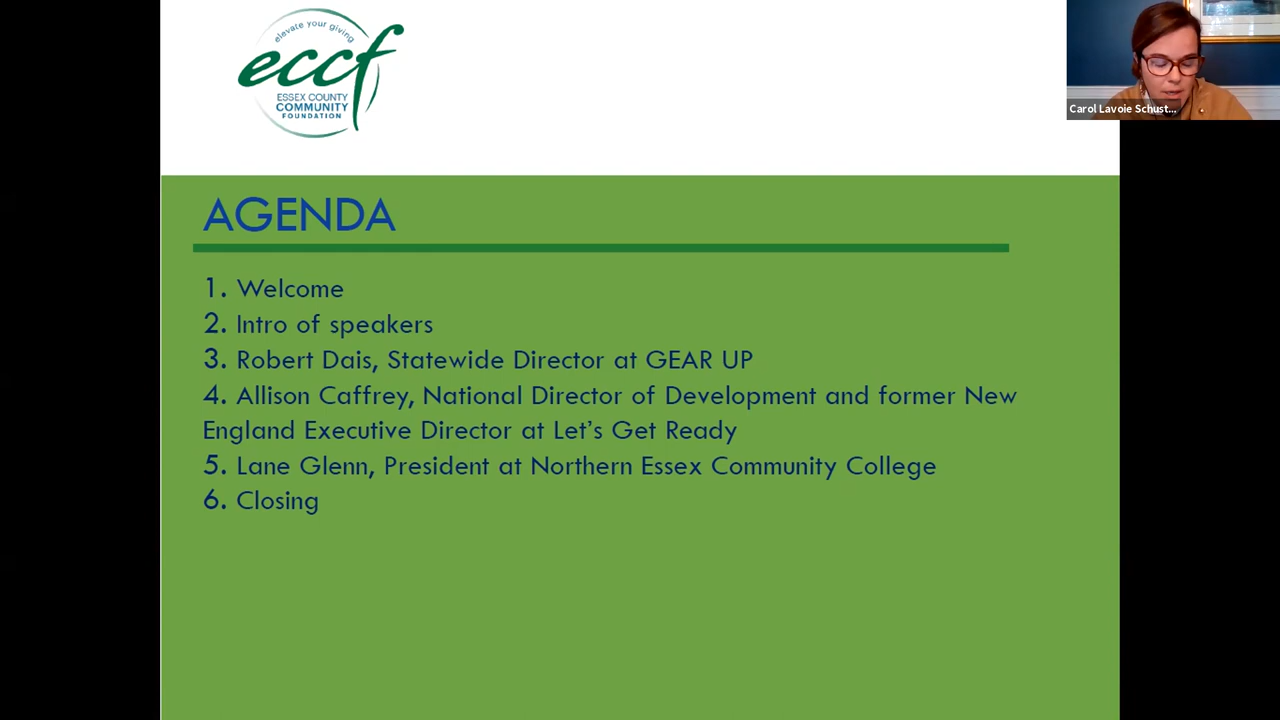 elevate your giving
eccf
ESSEX COUNTY
COMMUNITY
FOUNDATION
Carol Lavoie Schust...
AGENDA
1. Welcome
2. Intro of speakers
3. Robert Dais, Statewide Director at GEAR UP
4. Allison Caffrey, National Director of Development and former New
England Executive Director at Let’s Get Ready
5. Lane Glenn, President at Northern Essex Community College
6. Closing